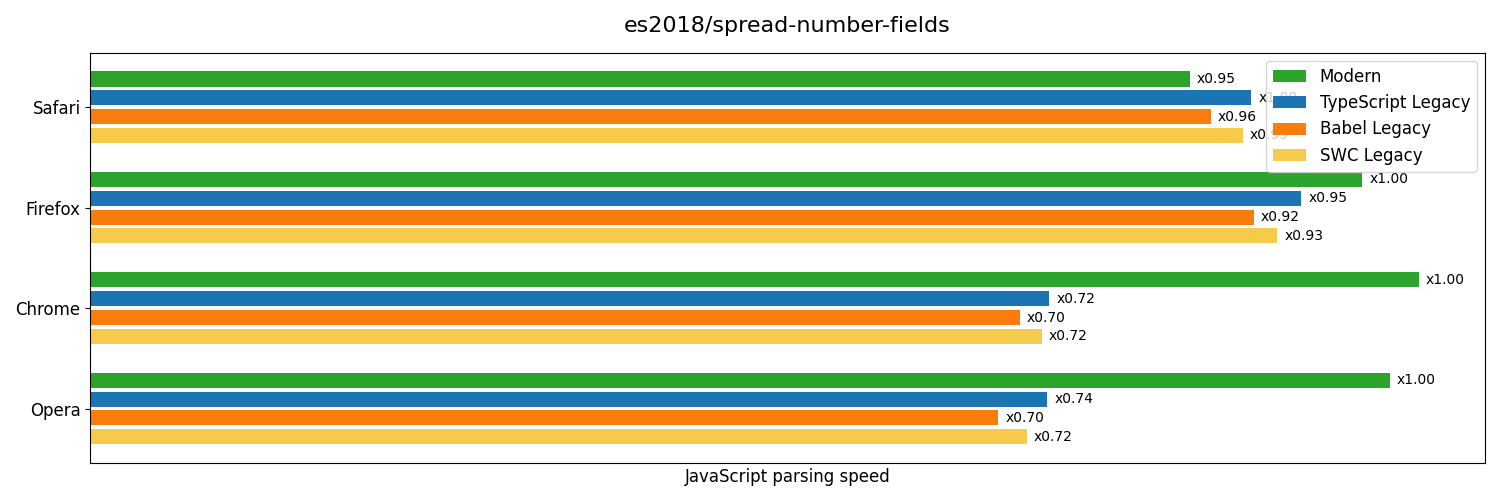 es2018/spread-number-fields
Modern
TypeScript Legacy
Babel Legacy
SWC Legacy
Safari
x0.95
x0.96
Firefox
x1.00
x0.95
x0.92
x0.93
Chrome
x1.00
x0.72
x0.70
x0.72
Opera
x1.00
x0.74
x0.70
x0.72
JavaScript parsing speed